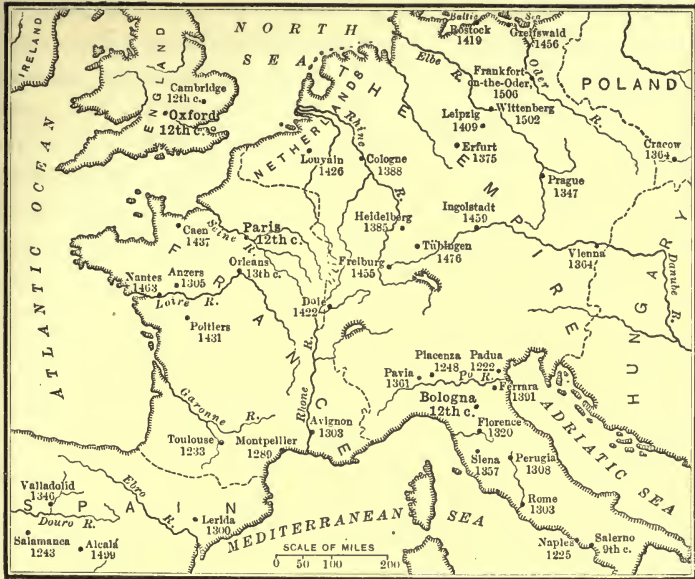 IRELAND
NORTH
SEA
ATLANTIC OCEAN
ENGLAND
Cambridge
12th c.
Oxford
12th c.
THE EMPIRE
NETHERLANDS
Baltic Sea
Rostock
1419
Greifswald
1456
Elbe R.
Oder R.
Frankfort
on-the-Oder,
1506
POLAND
Wittenberg
1502
Leipzig
1409
Erfurt
1375
Cracow
1364
Prague
1347
Rhine R.
Louvain
1426
Cologne
1388
Heidelberg
1385
Ingolstadt
1459
Tübingen
1476
Freiburg
1455
Vienna
1364
Danube R.
HUNGARY
FRANCE
Caen
1437
Seine R.
Paris
12th c.
Orleans
13th c.
Angers
1305
Nantes
1463
Loire R.
Poitiers
1431
Dole
1422
Rhone R.
Garonne R.
Toulouse
1233
Montpellier
1289
Avignon
1303
Pavia
1361
Piacenza
1248
Padua
1222
Po R.
Ferrara
1391
Bologna
12th c.
Florence
1320
Siena
1357
Perugia
1308
Rome
1303
Naples
1225
Salerno
9th c.
ADRIATIC SEA
Valladolid
1346
SPAIN
Ebro R.
Douro R.
Lerida
1300
Salamanca
1243
Alcalá
1499
MEDITERRANEAN SEA
SCALE OF MILES
0 50 100 200